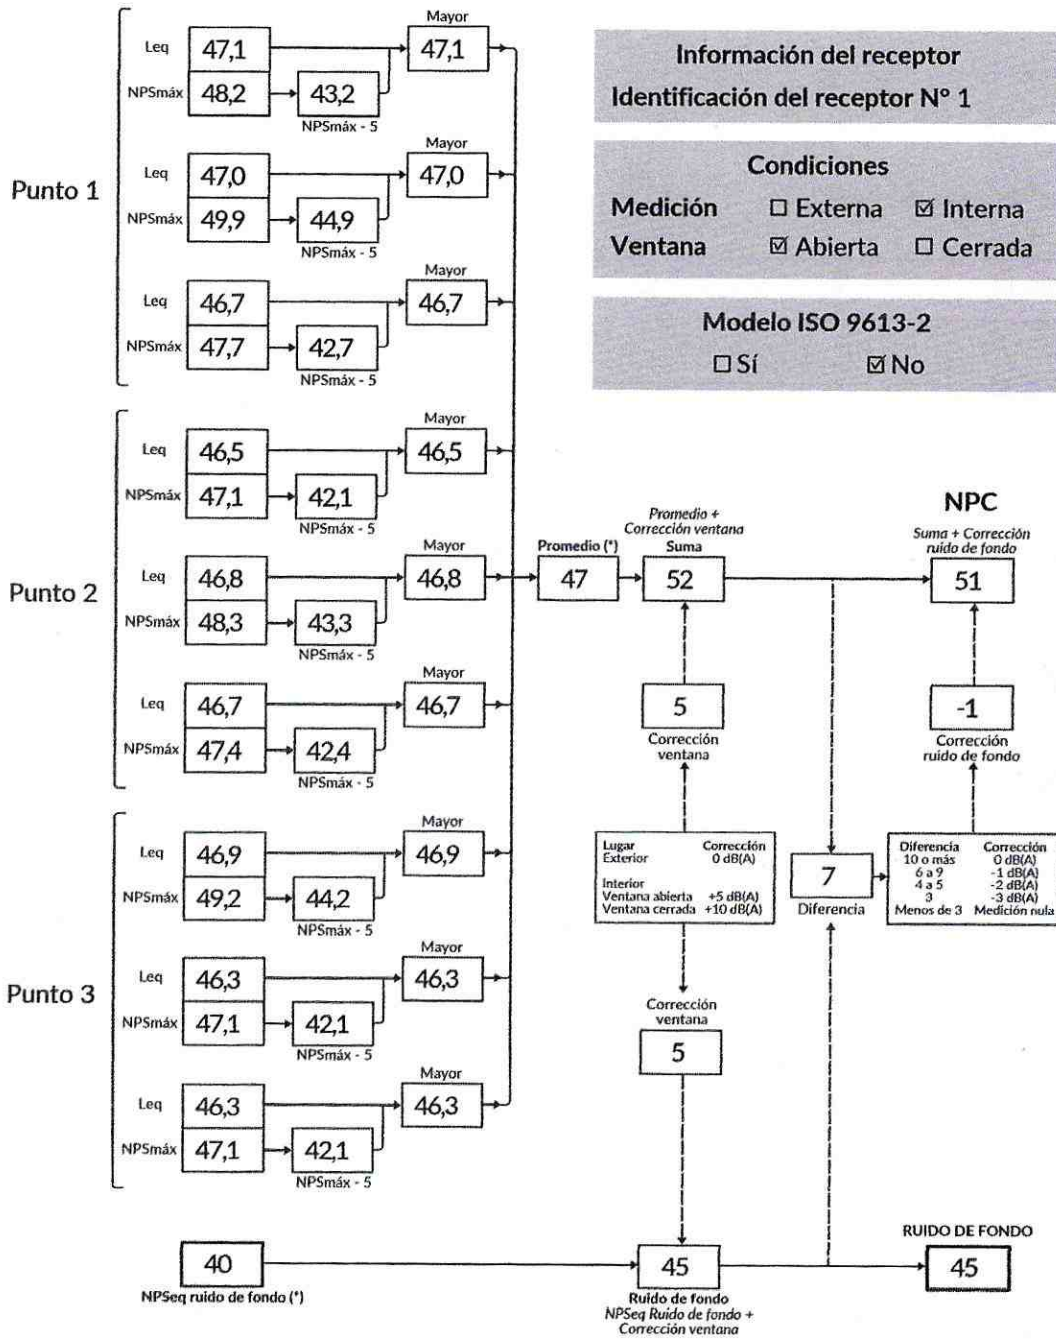 Información del receptor
Identificación del receptor N° 1
Condiciones
Medición ☐ Externa ☑ Interna
Ventana ☑ Abierta ☐ Cerrada
Modelo ISO 9613-2
☐ Sí ☑ No
Punto 1
Mayor
Leq 47,1 47,1
NPSmáx 48,2 43,2
NPSmáx - 5
Mayor
Leq 47,0 47,0
NPSmáx 49,9 44,9
NPSmáx - 5
Mayor
Leq 46,7 46,7
NPSmáx 47,7 42,7
NPSmáx - 5
Punto 2
Mayor
Leq 46,5 46,5
NPSmáx 47,1 42,1
NPSmáx - 5
Mayor
Leq 46,8 46,8
NPSmáx 48,3 43,3
NPSmáx - 5
Mayor
Leq 46,7 46,7
NPSmáx 47,4 42,4
NPSmáx - 5
Punto 3
Mayor
Leq 46,9 46,9
NPSmáx 49,2 44,2
NPSmáx - 5
Mayor
Leq 46,3 46,3
NPSmáx 47,1 42,1
NPSmáx - 5
Mayor
Leq 46,3 46,3
NPSmáx 47,1 42,1
NPSmáx - 5
Promedio (*)
47
Promedio +
Corrección ventana
Suma
52
NPC
Suma + Corrección
ruido de fondo
51
5
Corrección
ventana
-1
Corrección
ruido de fondo
Lugar Corrección
Exterior 0 dB(A)
Interior
Ventana abierta +5 dB(A)
Ventana cerrada +10 dB(A)
7
Diferencia
Diferencia Corrección
10 o más 0 dB(A)
6 a 9 -1 dB(A)
4 a 5 -2 dB(A)
3 -3 dB(A)
Menos de 3 Medición nula
Corrección
ventana
5
40
NPSeq ruido de fondo (*)
45
Ruido de fondo
NPSeq Ruido de fondo +
Corrección ventana
RUIDO DE FONDO
45